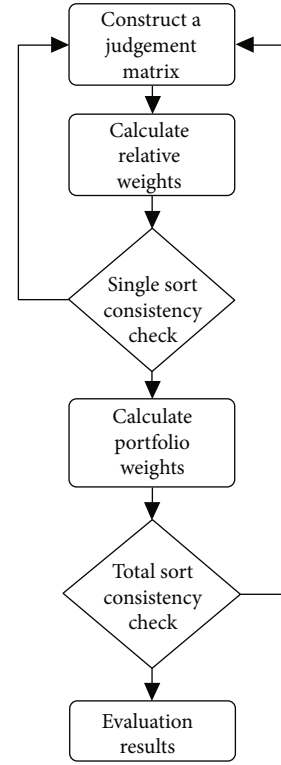 Construct a
judgement
matrix
Calculate
relative
weights
Single sort
consistency
check
Calculate
portfolio
weights
Total sort
consistency
check
Evaluation
results